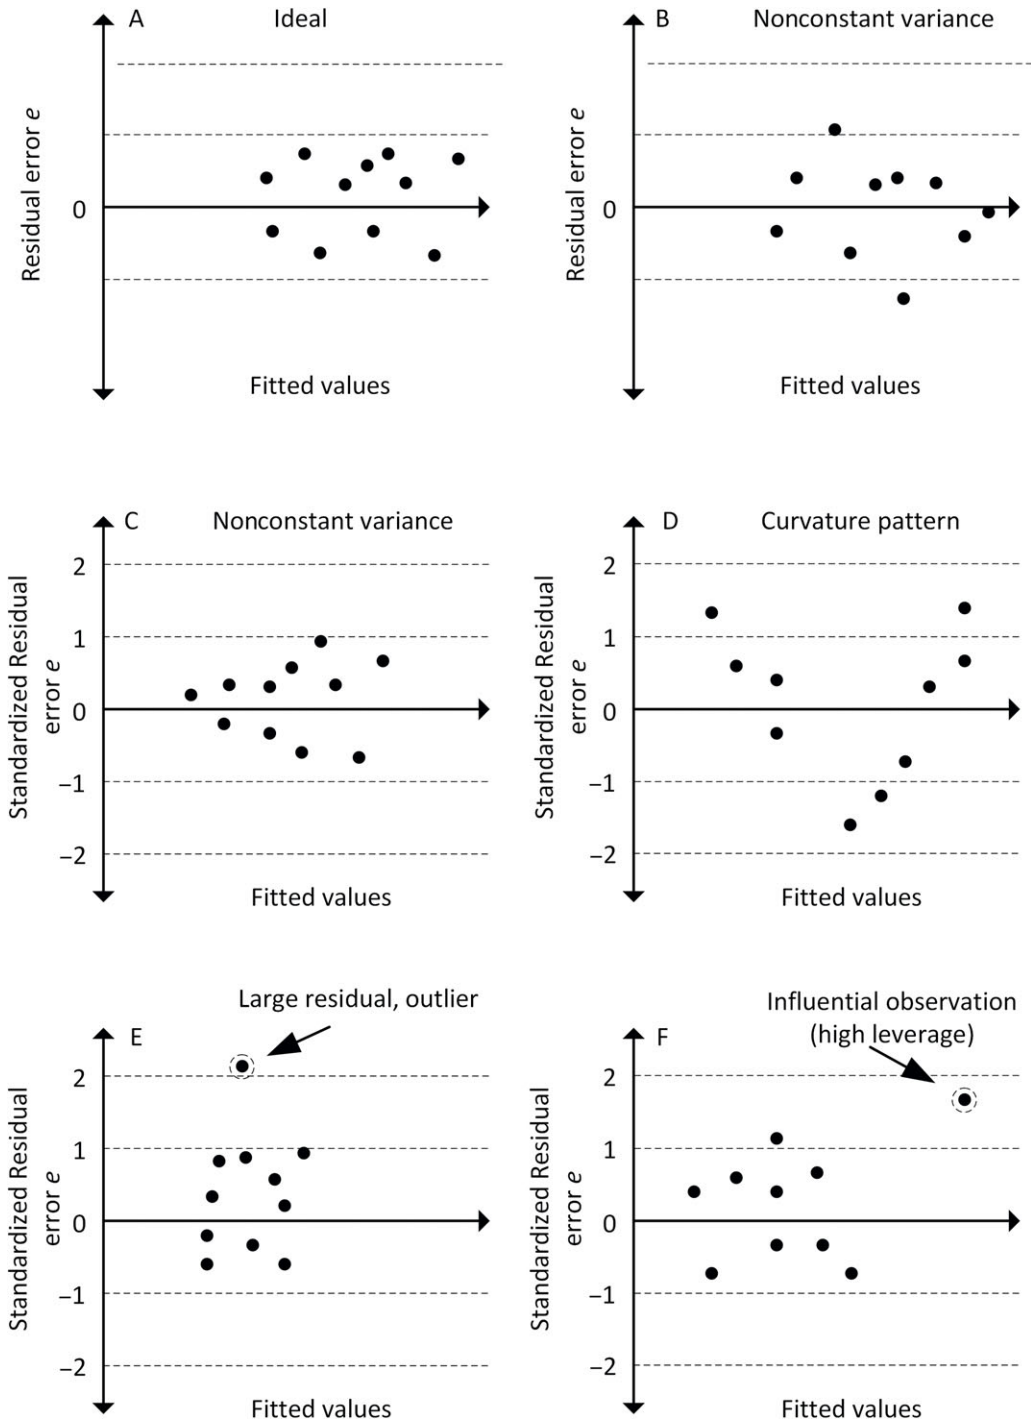 A
Ideal
Residual error e
0
Fitted values
B
Nonconstant variance
Residual error e
0
Fitted values
C
Nonconstant variance
Standardized Residual
error e
2
1
0
−1
−2
Fitted values
D
Curvature pattern
Standardized Residual
error e
2
1
0
−1
−2
Fitted values
Large residual, outlier
E
Standardized Residual
error e
2
1
0
−1
−2
Fitted values
Influential observation
(high leverage)
F
Standardized Residual
error e
2
1
0
−1
−2
Fitted values